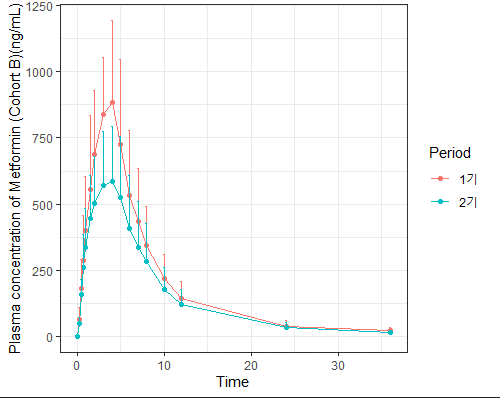 Plasma concentration of Metformin (Cohort B)(ng/mL)
1250
1000
750
500
250
0
0
10
20
30
Time
Period
1기
2기